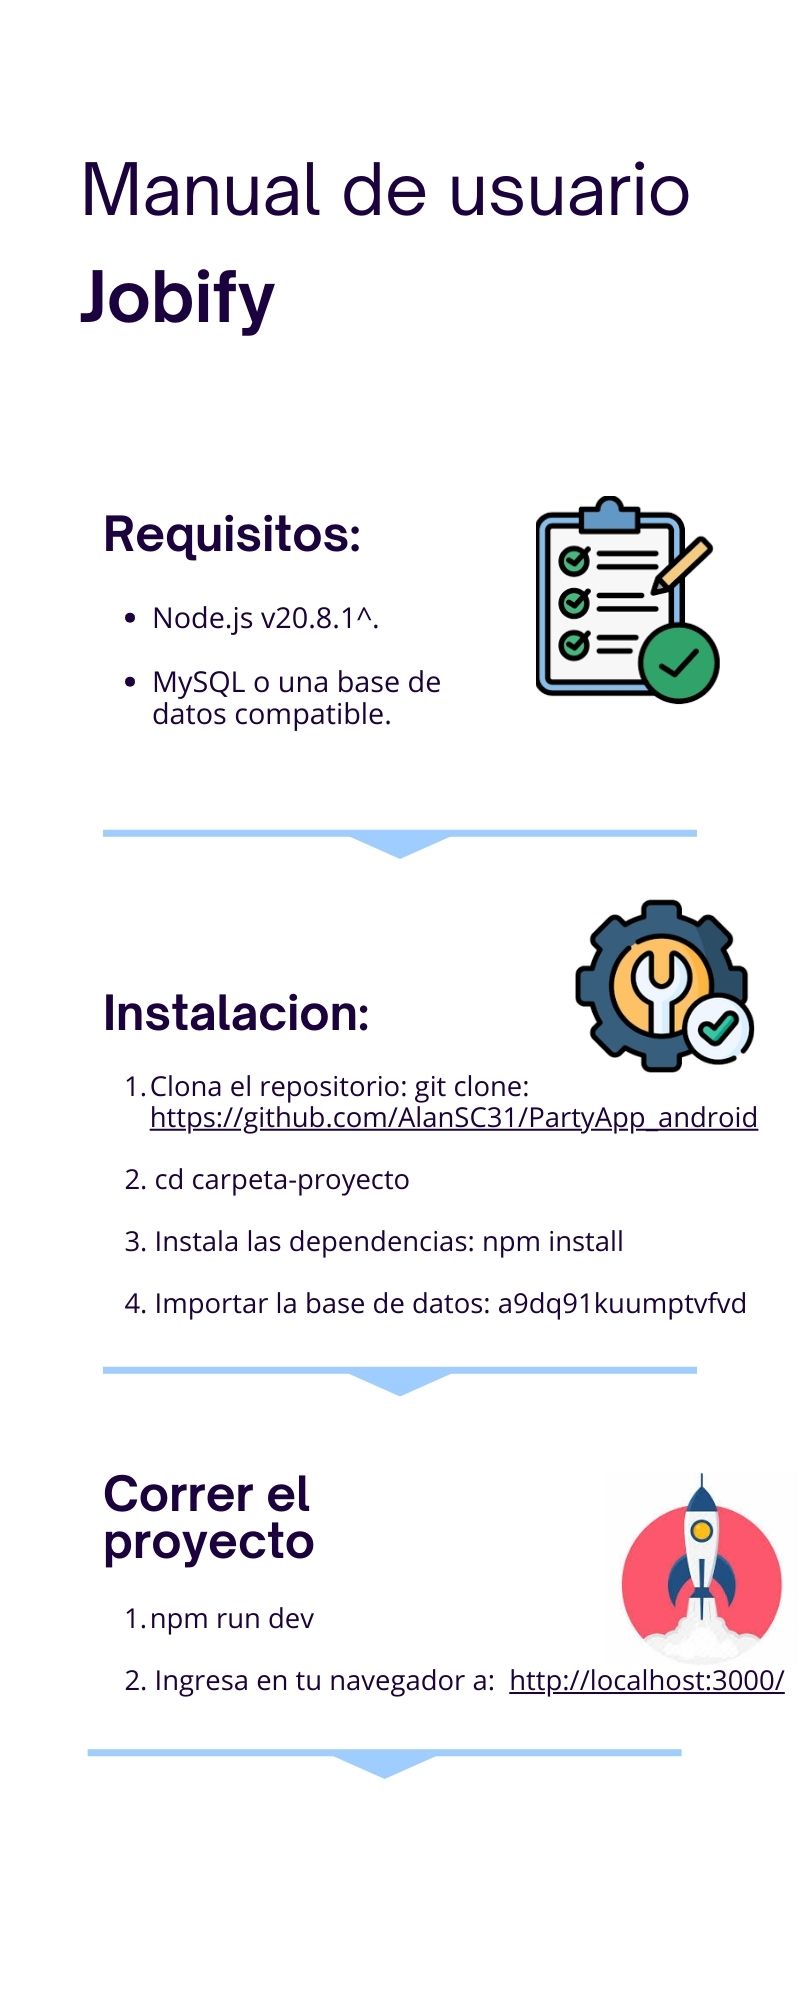 Manual de usuario
Jobify
Requisitos:
• Node.js v20.8.1^.
• MySQL o una base de
datos compatible.
Instalacion:
1. Clona el repositorio: git clone:
https://github.com/AlanSC31/PartyApp_android
2. cd carpeta-proyecto
3. Instala las dependencias: npm install
4. Importar la base de datos: a9dq91kuumptvfvd
Correr el
proyecto
1. npm run dev
2. Ingresa en tu navegador a: http://localhost:3000/